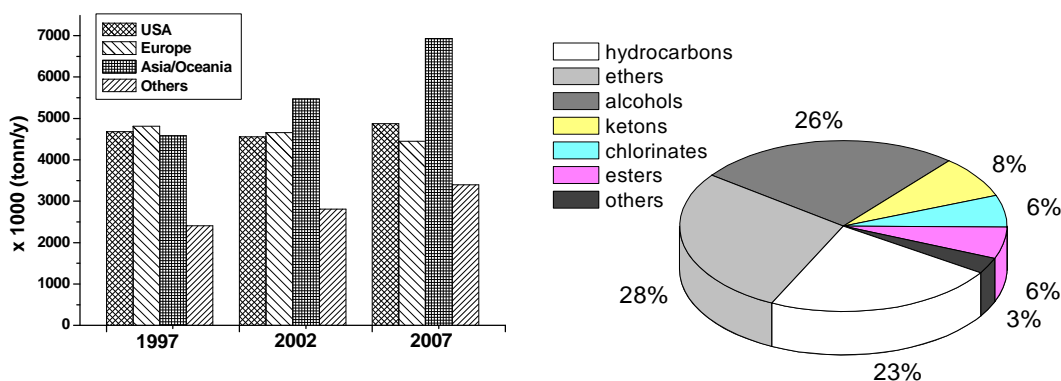 USA
Europe
Asia/Oceania
Others
x 1000 (tonn/y)
7000
6000
5000
4000
3000
2000
1000
0
1997 2002 2007
hydrocarbons
ethers
alcohols
ketons
chlorinates
esters
others
26%
8%
6%
6%
3%
23%
28%